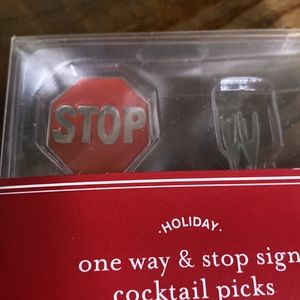 STOP
·HOLIDAY·
one way & stop sign
cocktail picks